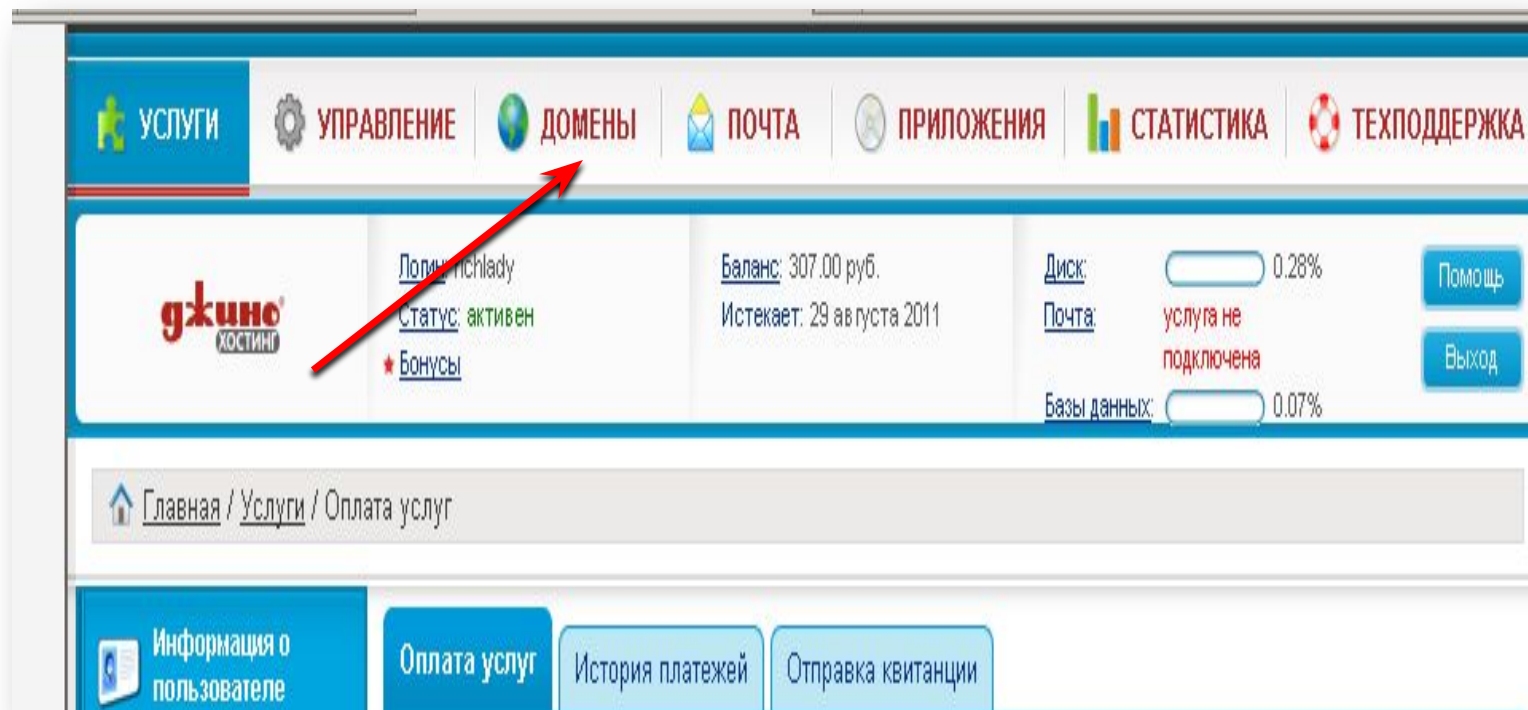 УСЛУГИ УПРАВЛЕНИЕ ДОМЕНЫ ПОЧТА ПРИЛОЖЕНИЯ СТАТИСТИКА ТЕХПОДДЕРЖКА
джино
ХОСТИНГ
Логин: richlady
Статус: активен
Бонусы
Баланс: 307.00 руб.
Истекает: 29 августа 2011
Диск: 0.28%
Почта: услуга не
подключена
Базы данных: 0.07%
Помощь
Выход
Главная / Услуги / Оплата услуг
Информация о
пользователе
Оплата услуг История платежей Отправка квитанции